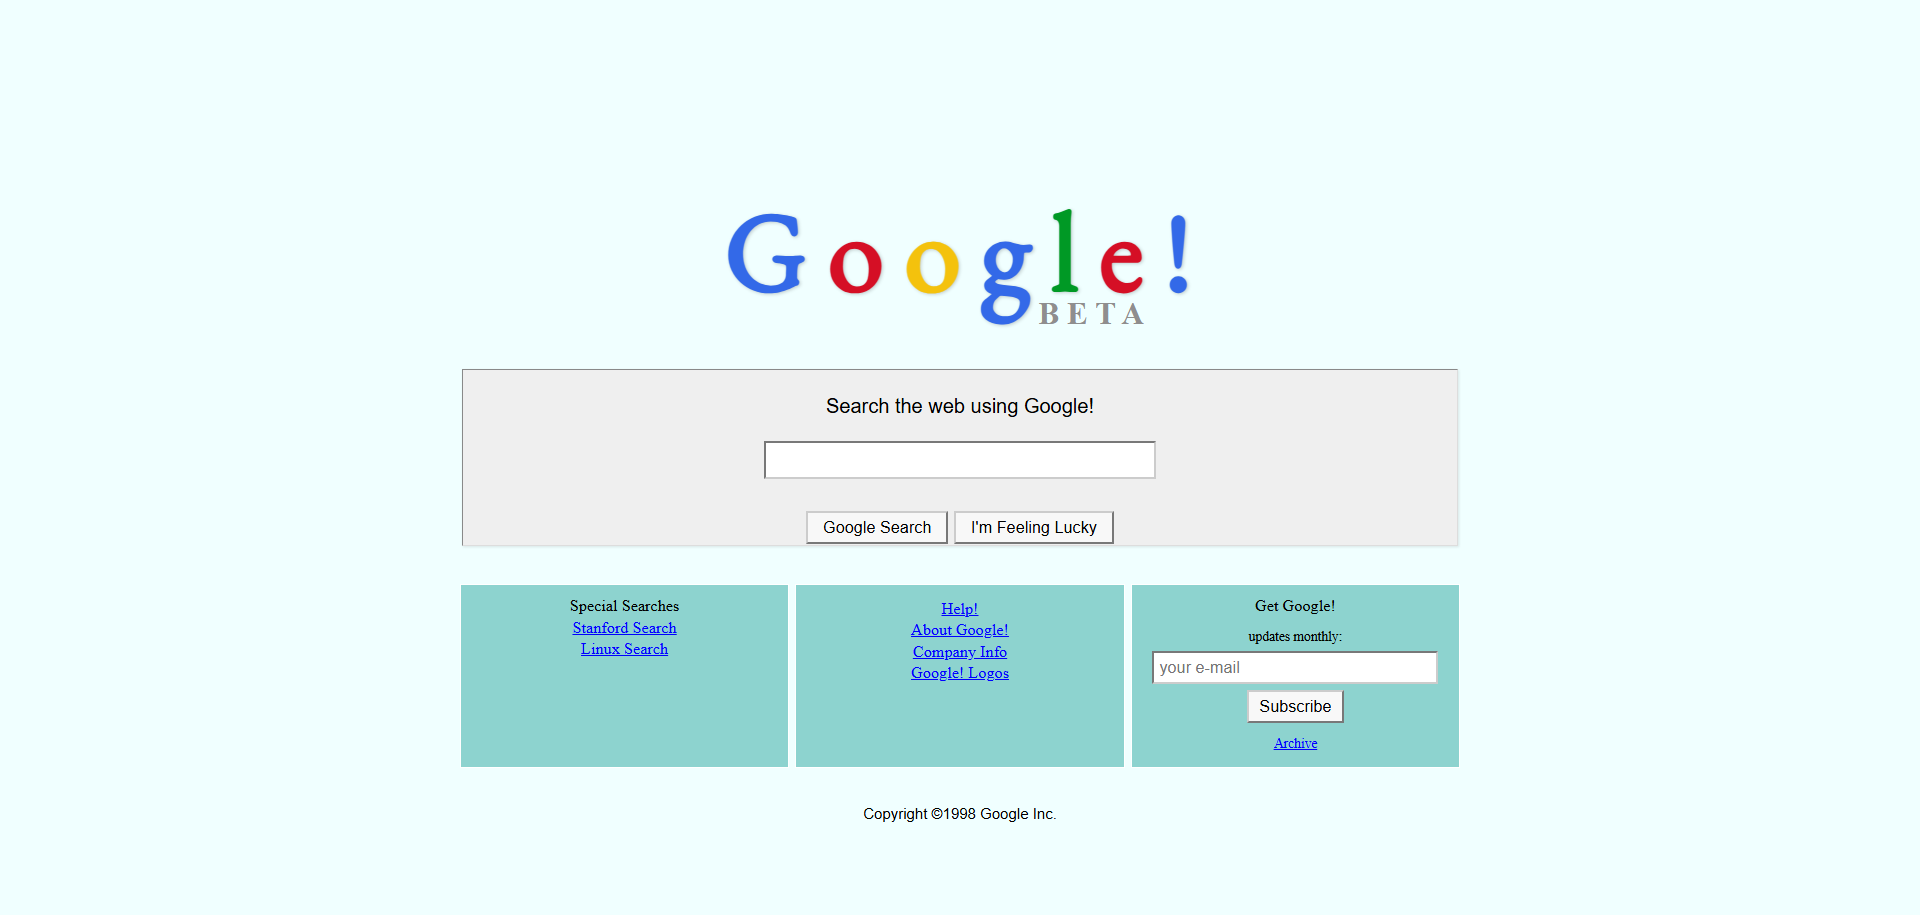 Google!
BETA
Search the web using Google!
Google Search
I'm Feeling Lucky
Special Searches
Stanford Search
Linux Search
Help!
About Google!
Company Info
Google! Logos
Get Google!
updates monthly:
your e-mail
Subscribe
Archive
Copyright ©1998 Google Inc.